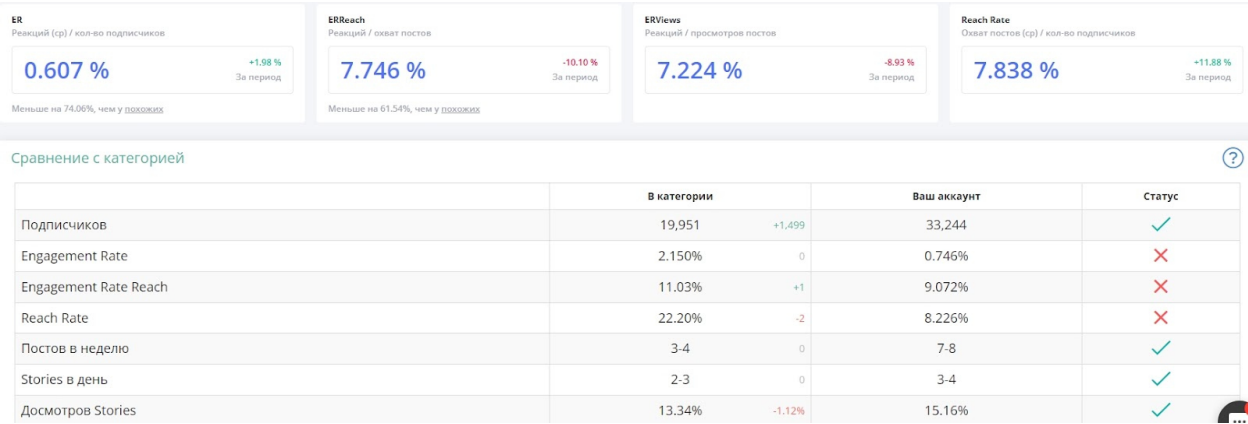 ER
Реакций (ср) / кол-во подписчиков
0.607 %
+1.98 %
За период
Меньше на 74.06%, чем у похожих
ERReach
Реакций / охват постов
7.746 %
-10.10 %
За период
Меньше на 61.54%, чем у похожих
ERViews
Реакций / просмотров постов
7.224 %
-8.93 %
За период
Reach Rate
Охват постов (ср) / кол-во подписчиков
7.838 %
+11.88 %
За период
Сравнение с категорией
?
В категории Ваш аккаунт Статус
Подписчиков 19,951 +1,499 33,244
Engagement Rate 2.150% 0 0.746%
Engagement Rate Reach 11.03% +1 9.072%
Reach Rate 22.20% -2 8.226%
Постов в неделю 3-4 0 7-8
Stories в день 2-3 0 3-4
Досмотров Stories 13.34% -1.12% 15.16%